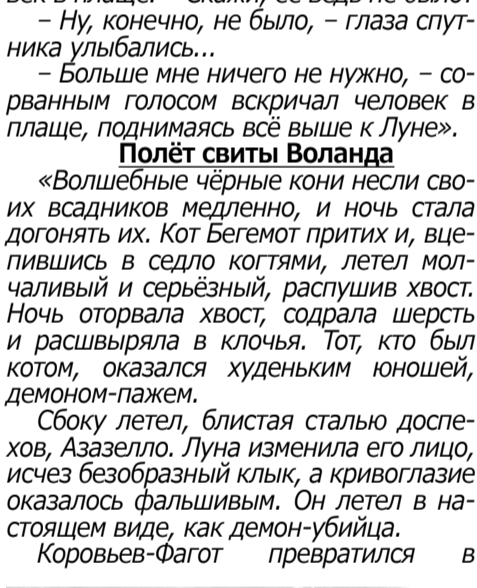 – Ну, конечно, не было, – глаза спут-
ника улыбались...
– Больше мне ничего не нужно, – со-
рванным голосом вскричал человек в
плаще, поднимаясь всё выше к Луне».
Полёт свиты Воланда
«Волшебные чёрные кони несли сво-
их всадников медленно, и ночь стала
догонять их. Кот Бегемот притих и, вце-
пившись в седло когтями, летел мол-
чаливый и серьёзный, распушив хвост.
Ночь оторвала хвост, содрала шерсть
и расшвыряла в клочья. Тот, кто был
котом, оказался худеньким юношей,
демоном-пажем.
Сбоку летел, блистая сталью доспе-
хов, Азазелло. Луна изменила его лицо,
исчез безобразный клык, а кривоглазие
оказалось фальшивым. Он летел в на-
стоящем виде, как демон-убийца.
Коровьев-Фагот превратился в